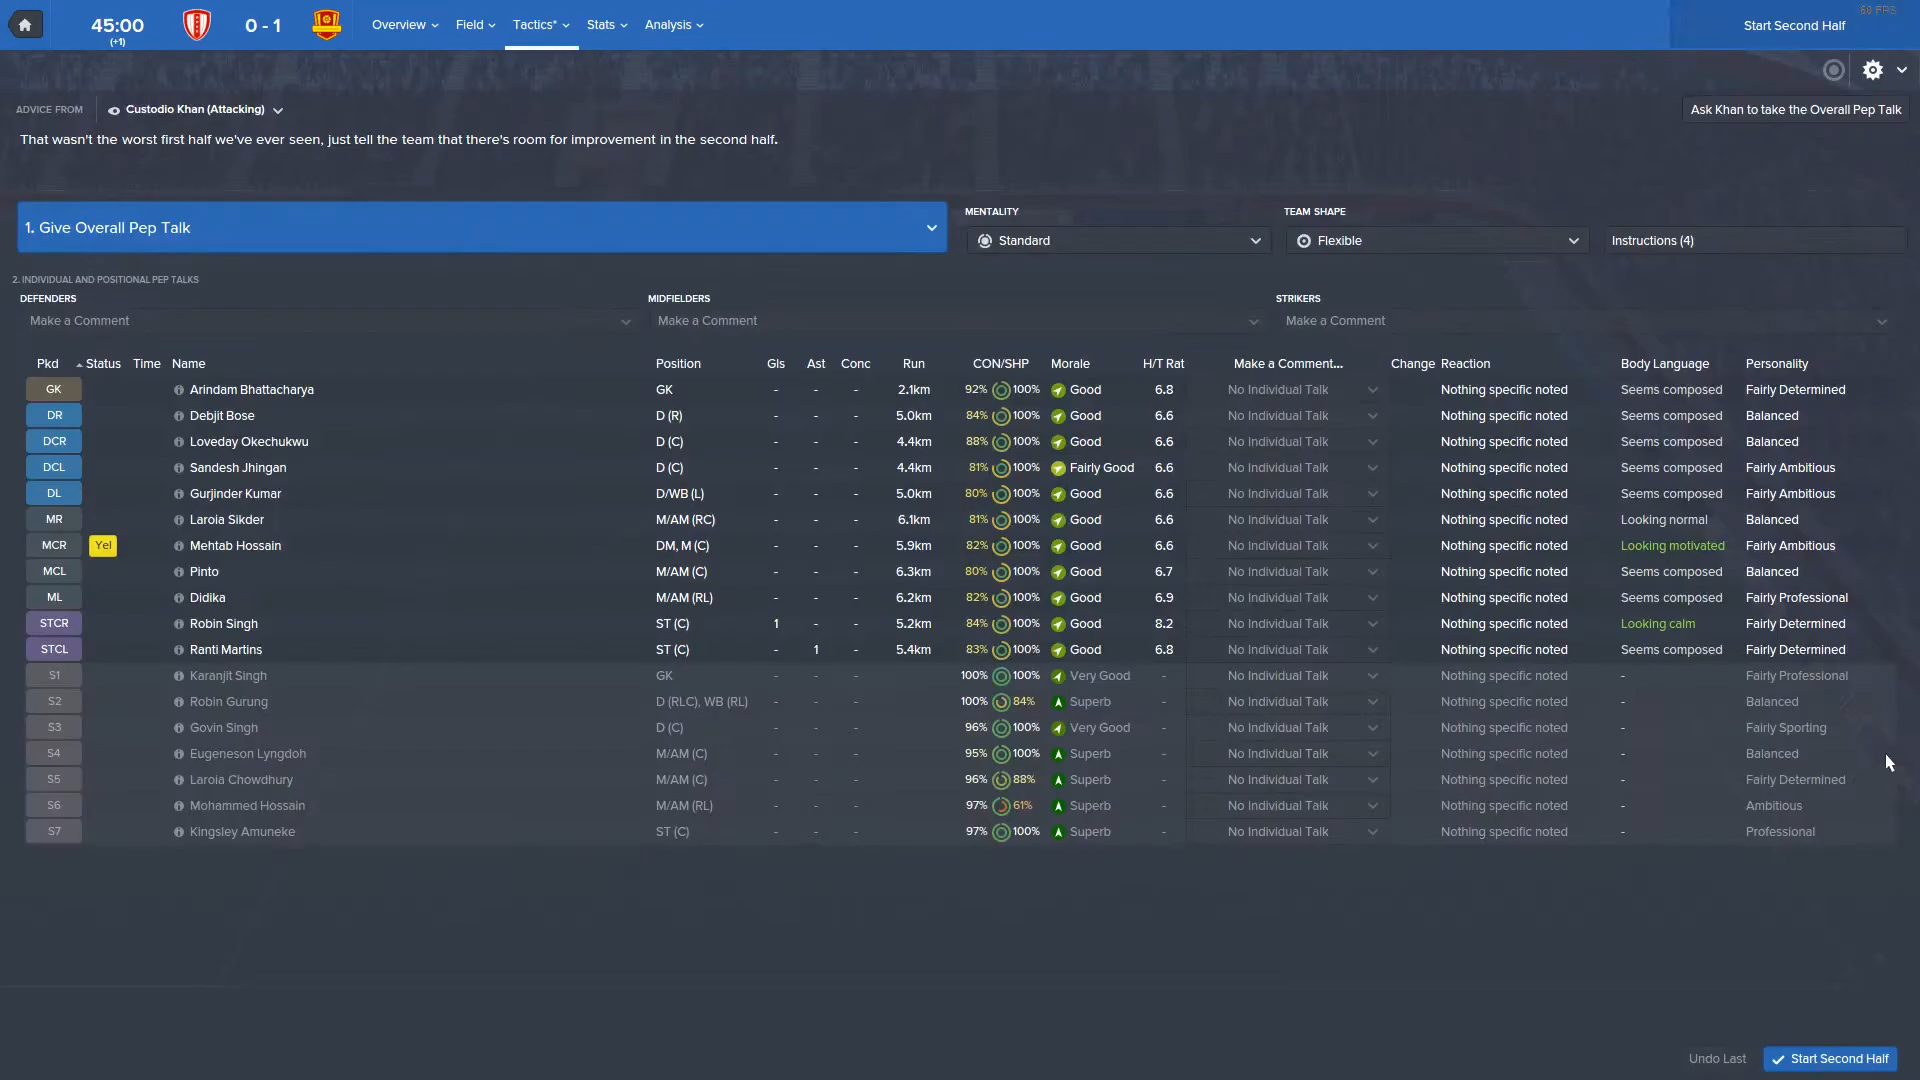 60 FPS
45:00
(+1)
0 - 1
Overview
Field
Tactics*
Stats
Analysis
Start Second Half
ADVICE FROM
Custodio Khan (Attacking)
Ask Khan to take the Overall Pep Talk
That wasn't the worst first half we've ever seen, just tell the team that there's room for improvement in the second half.
1. Give Overall Pep Talk
MENTALITY
Standard
TEAM SHAPE
Flexible
Instructions (4)
2. INDIVIDUAL AND POSITIONAL PEP TALKS
DEFENDERS
Make a Comment
MIDFIELDERS
Make a Comment
STRIKERS
Make a Comment
Pkd Status Time Name Position Gls Ast Conc Run CON/SHP Morale H/T Rat Make a Comment... Change Reaction Body Language Personality
GK Arindam Bhattacharya GK - - - 2.1km 92% 100% Good 6.8 No Individual Talk Nothing specific noted Seems composed Fairly Determined
DR Debjit Bose D (R) - - - 5.0km 84% 100% Good 6.6 No Individual Talk Nothing specific noted Seems composed Balanced
DCR Loveday Okechukwu D (C) - - - 4.4km 88% 100% Good 6.6 No Individual Talk Nothing specific noted Seems composed Balanced
DCL Sandesh Jhingan D (C) - - - 4.4km 81% 100% Fairly Good 6.6 No Individual Talk Nothing specific noted Seems composed Fairly Ambitious
DL Gurjinder Kumar D/WB (L) - - - 5.0km 80% 100% Good 6.6 No Individual Talk Nothing specific noted Seems composed Fairly Ambitious
MR Laroia Sikder M/AM (RC) - - - 6.1km 81% 100% Good 6.6 No Individual Talk Nothing specific noted Looking normal Balanced
MCR Yel Mehtab Hossain DM, M (C) - - - 5.9km 82% 100% Good 6.6 No Individual Talk Nothing specific noted Looking motivated Fairly Ambitious
MCL Pinto M/AM (C) - - - 6.3km 80% 100% Good 6.7 No Individual Talk Nothing specific noted Seems composed Balanced
ML Didika M/AM (RL) - - - 6.2km 82% 100% Good 6.9 No Individual Talk Nothing specific noted Seems composed Fairly Professional
STCR Robin Singh ST (C) 1 - - 5.2km 84% 100% Good 8.2 No Individual Talk Nothing specific noted Looking calm Fairly Determined
STCL Ranti Martins ST (C) - 1 - 5.4km 83% 100% Good 6.8 No Individual Talk Nothing specific noted Seems composed Fairly Determined
S1 Karanjit Singh GK - - - 100% 100% Very Good - No Individual Talk Nothing specific noted - Fairly Professional
S2 Robin Gurung D (RLC), WB (RL) - - - 100% 84% Superb - No Individual Talk Nothing specific noted - Balanced
S3 Govin Singh D (C) - - - 96% 100% Very Good - No Individual Talk Nothing specific noted - Fairly Sporting
S4 Eugeneson Lyngdoh M/AM (C) - - - 95% 100% Superb - No Individual Talk Nothing specific noted - Balanced
S5 Laroia Chowdhury M/AM (C) - - - 96% 88% Superb - No Individual Talk Nothing specific noted - Fairly Determined
S6 Mohammed Hossain M/AM (RL) - - - 97% 61% Superb - No Individual Talk Nothing specific noted - Ambitious
S7 Kingsley Amuneke ST (C) - - - 97% 100% Superb - No Individual Talk Nothing specific noted - Professional
Undo Last
Start Second Half